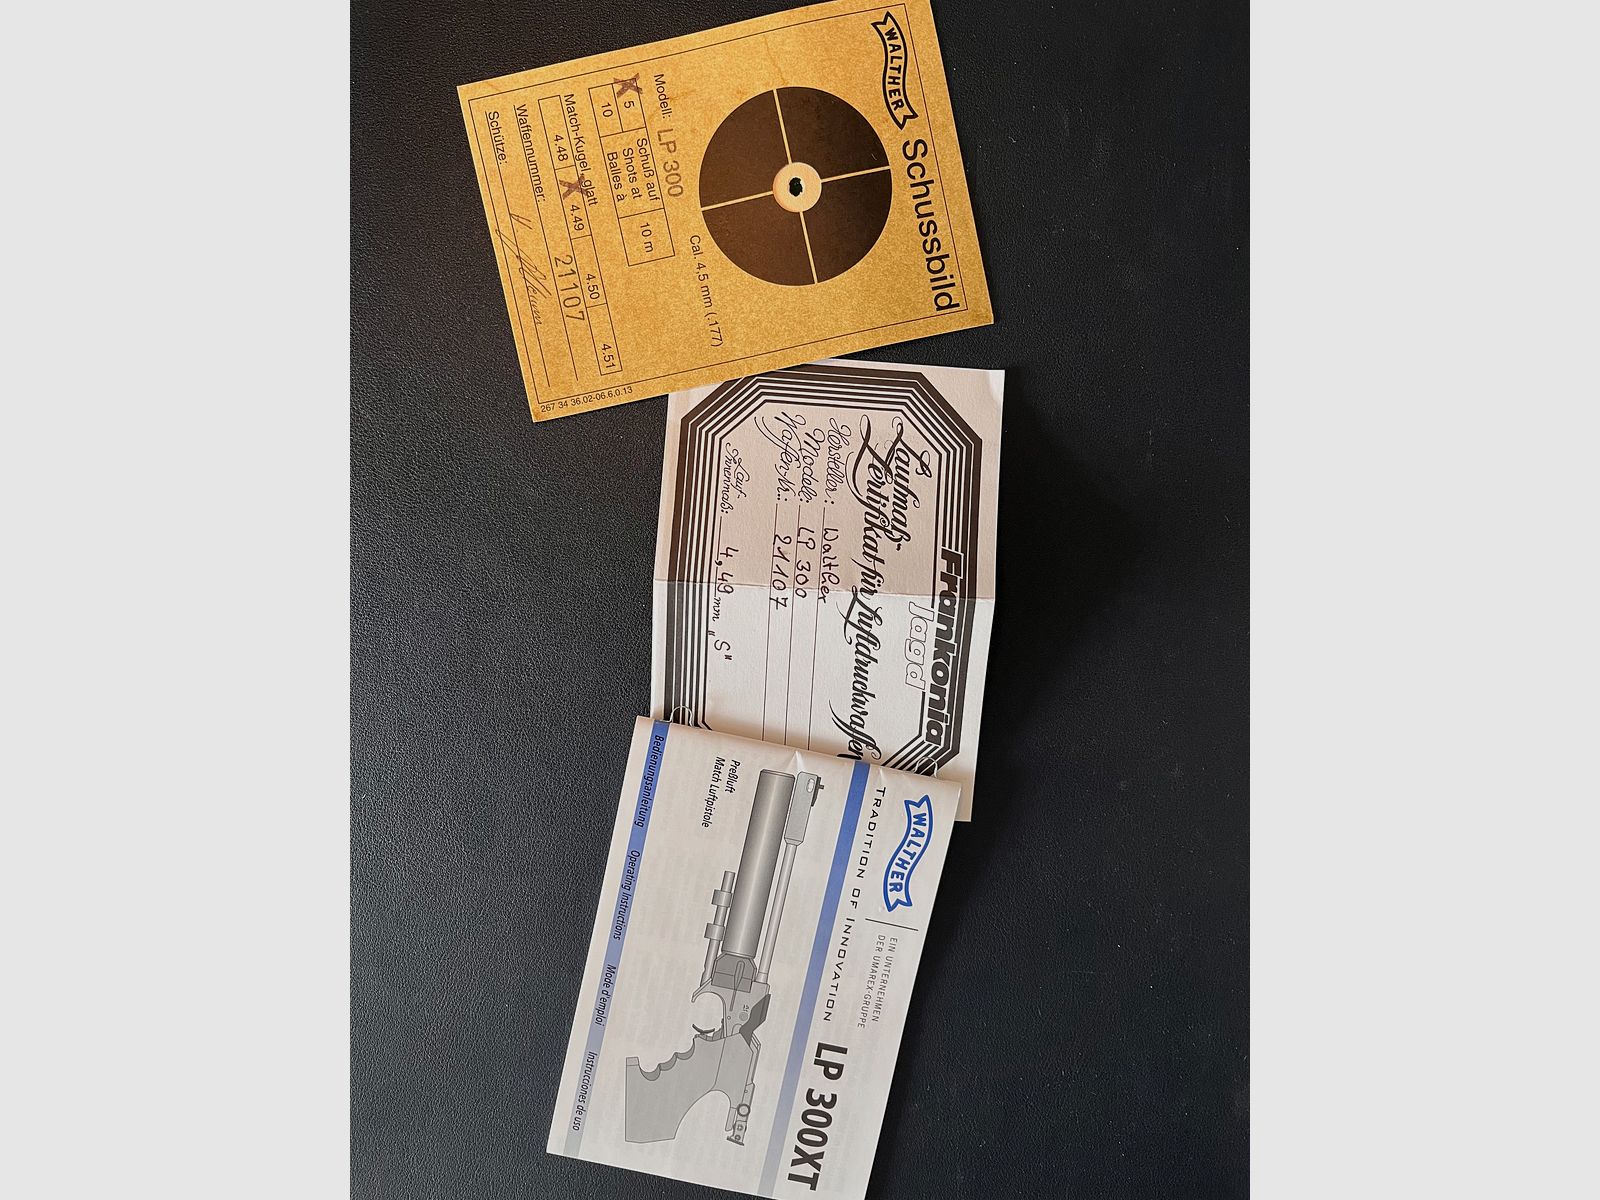 WALTHER
Schussbild
Cal. 4,5 mm (.177)
Modell: LP 300
X 5
10
Schuß auf
Shots at
Balles à
10 m
Match-Kugel glatt
4.48
X 4.49
4.50
4.51
Waffennummer: 21107
Schütze:
267 34 36.02-06.6.0.13
Frankonia
Jagd
Laufmaß-
Zertifikat für Luftdruckwaffen
Hersteller: Walther
Modele: LP 300
Waffen-Nr.: 21107
Lauf-
Innenmaß: 4,49 mm "S"
WALTHER
EIN UNTERNEHMEN
DER UMAREX-GRUPPE
TRADITION OF INNOVATION
LP 300XT
Preßluft
Match Luftpistole
Bedienungsanleitung Operating Instructions Mode d'emploi Instrucciones de uso